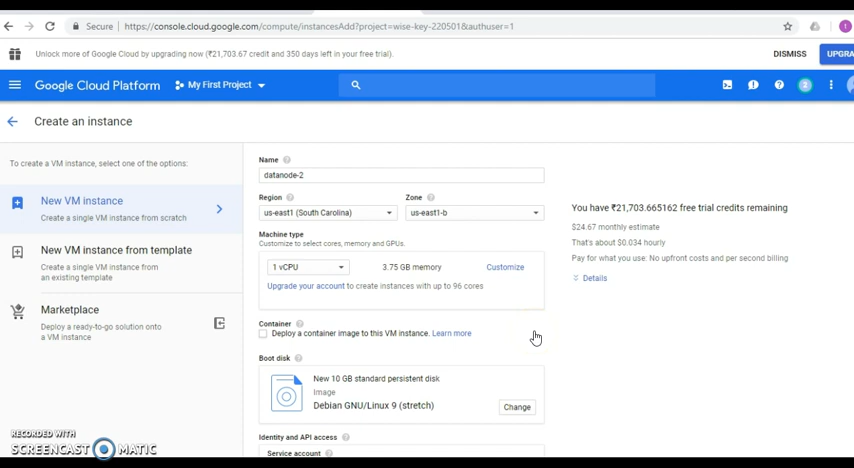 Secure | https://console.cloud.google.com/compute/instancesAdd?project=wise-key-220501&authuser=1
Unlock more of Google Cloud by upgrading now (₹21,703.67 credit and 350 days left in your free trial).
DISMISS
UPGRA
Google Cloud Platform
My First Project
2
Create an instance
To create a VM instance, select one of the options:
New VM instance
Create a single VM instance from scratch
New VM instance from template
Create a single VM instance from
an existing template
Marketplace
Deploy a ready-to-go solution onto
a VM instance
Name
datanode-2
Region
Zone
us-east1 (South Carolina)
us-east1-b
Machine type
Customize to select cores, memory and GPUs.
1 vCPU
3.75 GB memory
Customize
Upgrade your account to create instances with up to 96 cores
Container
Deploy a container image to this VM instance. Learn more
Boot disk
New 10 GB standard persistent disk
Image
Debian GNU/Linux 9 (stretch)
Change
Identity and API access
Service account
You have ₹21,703.665162 free trial credits remaining
$24.67 monthly estimate
That's about $0.034 hourly
Pay for what you use: No upfront costs and per second billing
Details
RECORDED WITH
SCREENCAST MATIC